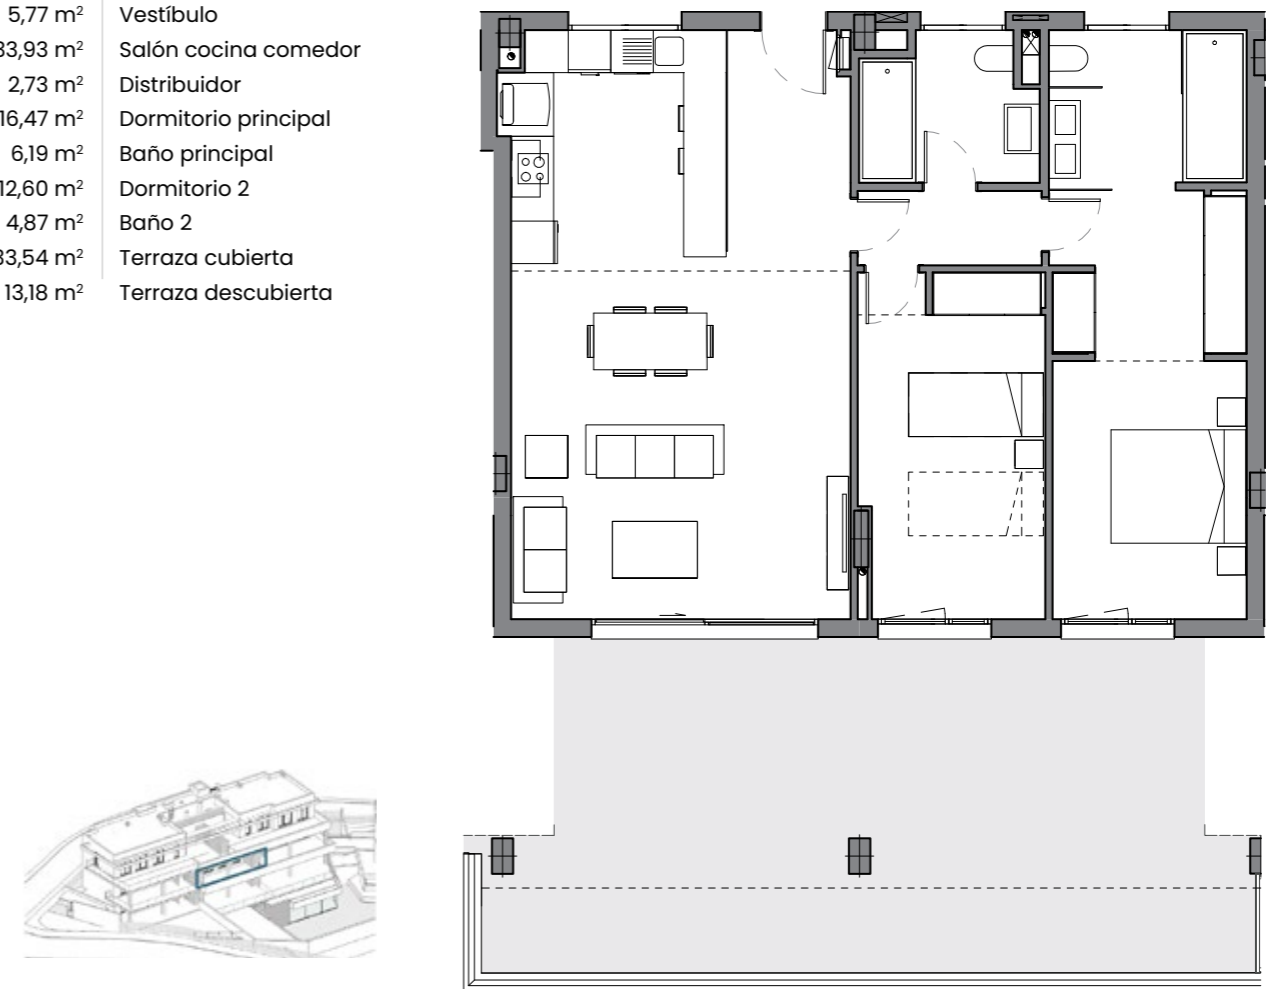 5,77 m² Vestíbulo
33,93 m² Salón cocina comedor
2,73 m² Distribuidor
16,47 m² Dormitorio principal
6,19 m² Baño principal
12,60 m² Dormitorio 2
4,87 m² Baño 2
33,54 m² Terraza cubierta
13,18 m² Terraza descubierta